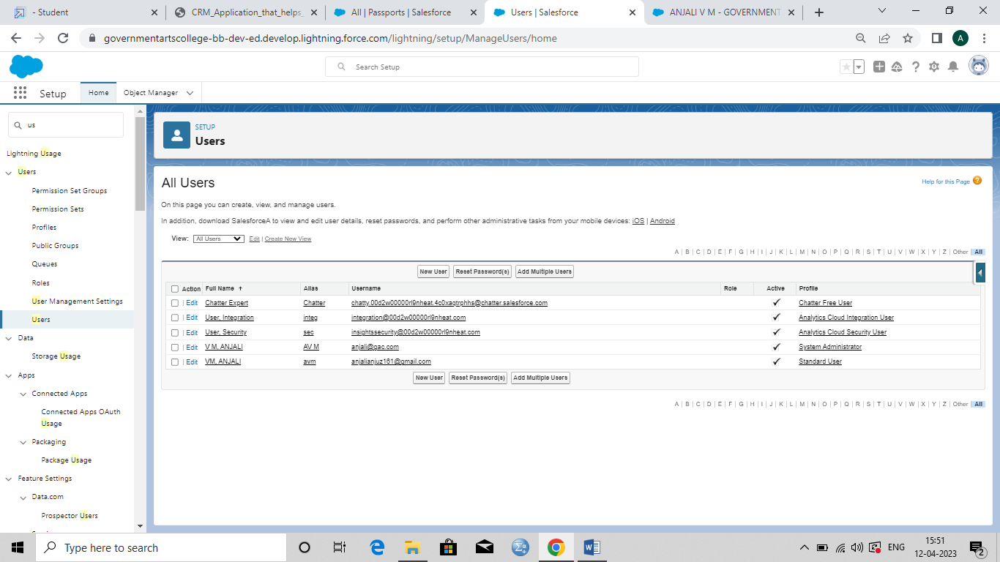 - Student
CRM_Application_that_helps_
All | Passports | Salesforce
Users | Salesforce
ANJALI V M - GOVERNMENT
governmentartscollege-bb-dev-ed.develop.lightning.force.com/lightning/setup/ManageUsers/home
A
Search Setup
Setup
Home
Object Manager
us
Lightning Usage
Users
Permission Set Groups
Permission Sets
Profiles
Public Groups
Queues
Roles
User Management Settings
Users
Data
Storage Usage
Apps
Connected Apps
Connected Apps OAuth
Usage
Packaging
Package Usage
Feature Settings
Data.com
Prospector Users
SETUP
Users
All Users
Help for this Page ?
On this page you can create, view, and manage users.
In addition, download SalesforceA to view and edit user details, reset passwords, and perform other administrative tasks from your mobile devices: iOS | Android
View: All Users Edit | Create New View
A | B | C | D | E | F | G | H | I | J | K | L | M | N | O | P | Q | R | S | T | U | V | W | X | Y | Z | Other | All
New User Reset Password(s) Add Multiple Users
Action Full Name ↑ Alias Username Role Active Profile
| Edit Chatter Expert Chatter chatty.00d2w00000rl9nheat.4c0xaqtrphhs@chatter.salesforce.com ✓ Chatter Free User
| Edit User, Integration integ integration@00d2w00000rl9nheat.com ✓ Analytics Cloud Integration User
| Edit User, Security sec insightssecurity@00d2w00000rl9nheat.com ✓ Analytics Cloud Security User
| Edit V M, ANJALI AV M anjali@gac.com ✓ System Administrator
| Edit VM, ANJALI avm anjalianjuz161@gmail.com ✓ Standard User
New User Reset Password(s) Add Multiple Users
A | B | C | D | E | F | G | H | I | J | K | L | M | N | O | P | Q | R | S | T | U | V | W | X | Y | Z | Other | All
Type here to search
ENG
15:51
12-04-2023
2